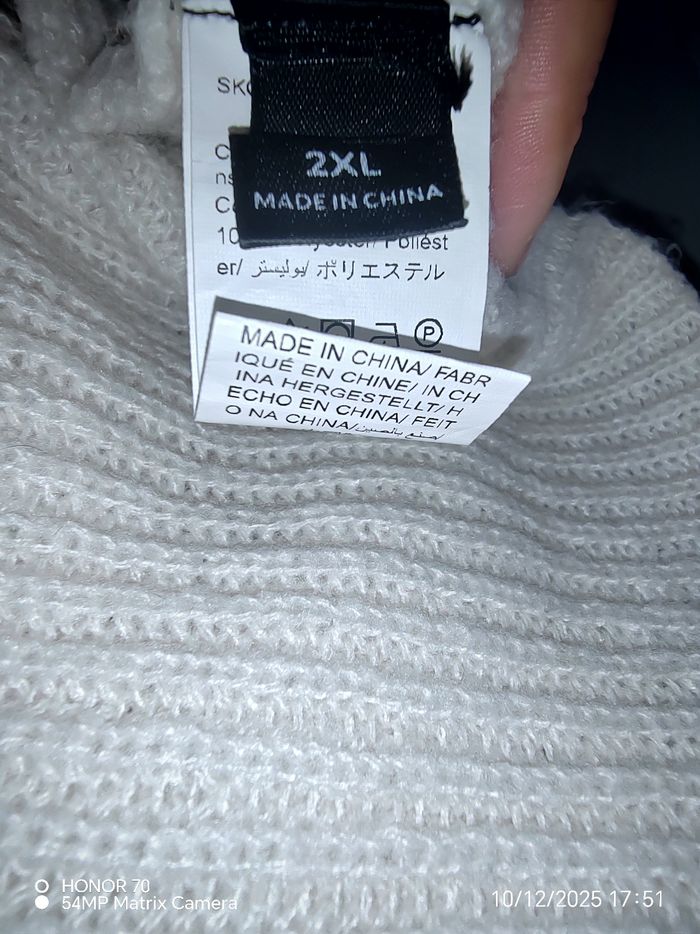 2XL
MADE IN CHINA
Poliést
er/ بوليستر/ ポリエステル
P
MADE IN CHINA/ FABR
IQUÉ EN CHINE/ IN CH
INA HERGESTELLT/ H
ECHO EN CHINA/ FEIT
O NA CHINA/
HONOR 70
54MP Matrix Camera
10/12/2025 17:51